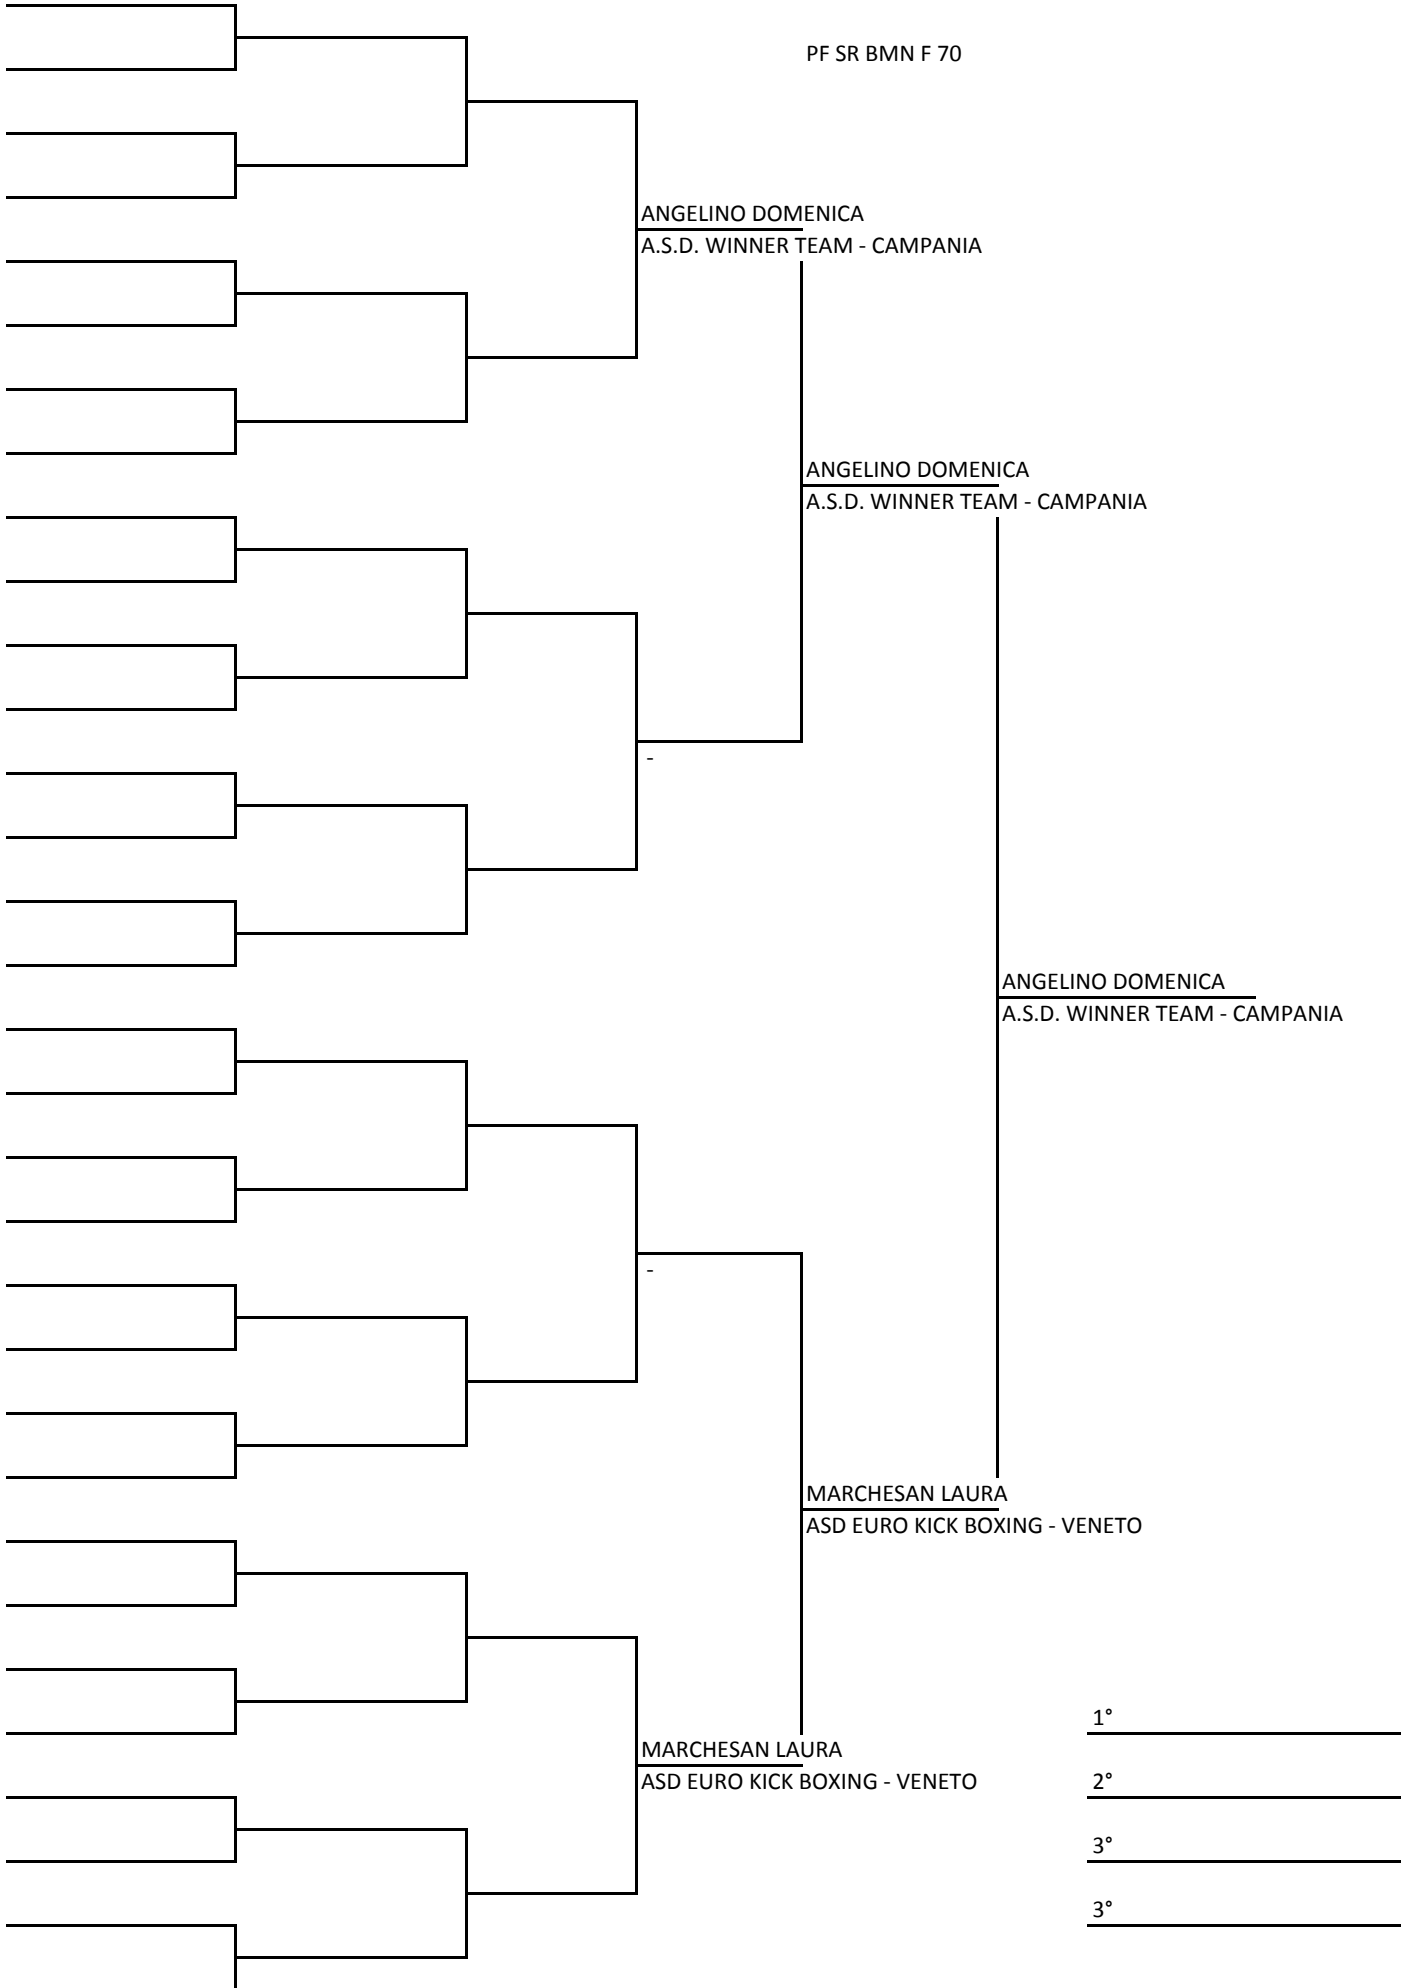 PF SR BMN F 70
ANGELINO DOMENICA
A.S.D. WINNER TEAM - CAMPANIA
ANGELINO DOMENICA
A.S.D. WINNER TEAM - CAMPANIA
-
ANGELINO DOMENICA
A.S.D. WINNER TEAM - CAMPANIA
-
MARCHESAN LAURA
ASD EURO KICK BOXING - VENETO
MARCHESAN LAURA
ASD EURO KICK BOXING - VENETO
1°
2°
3°
3°